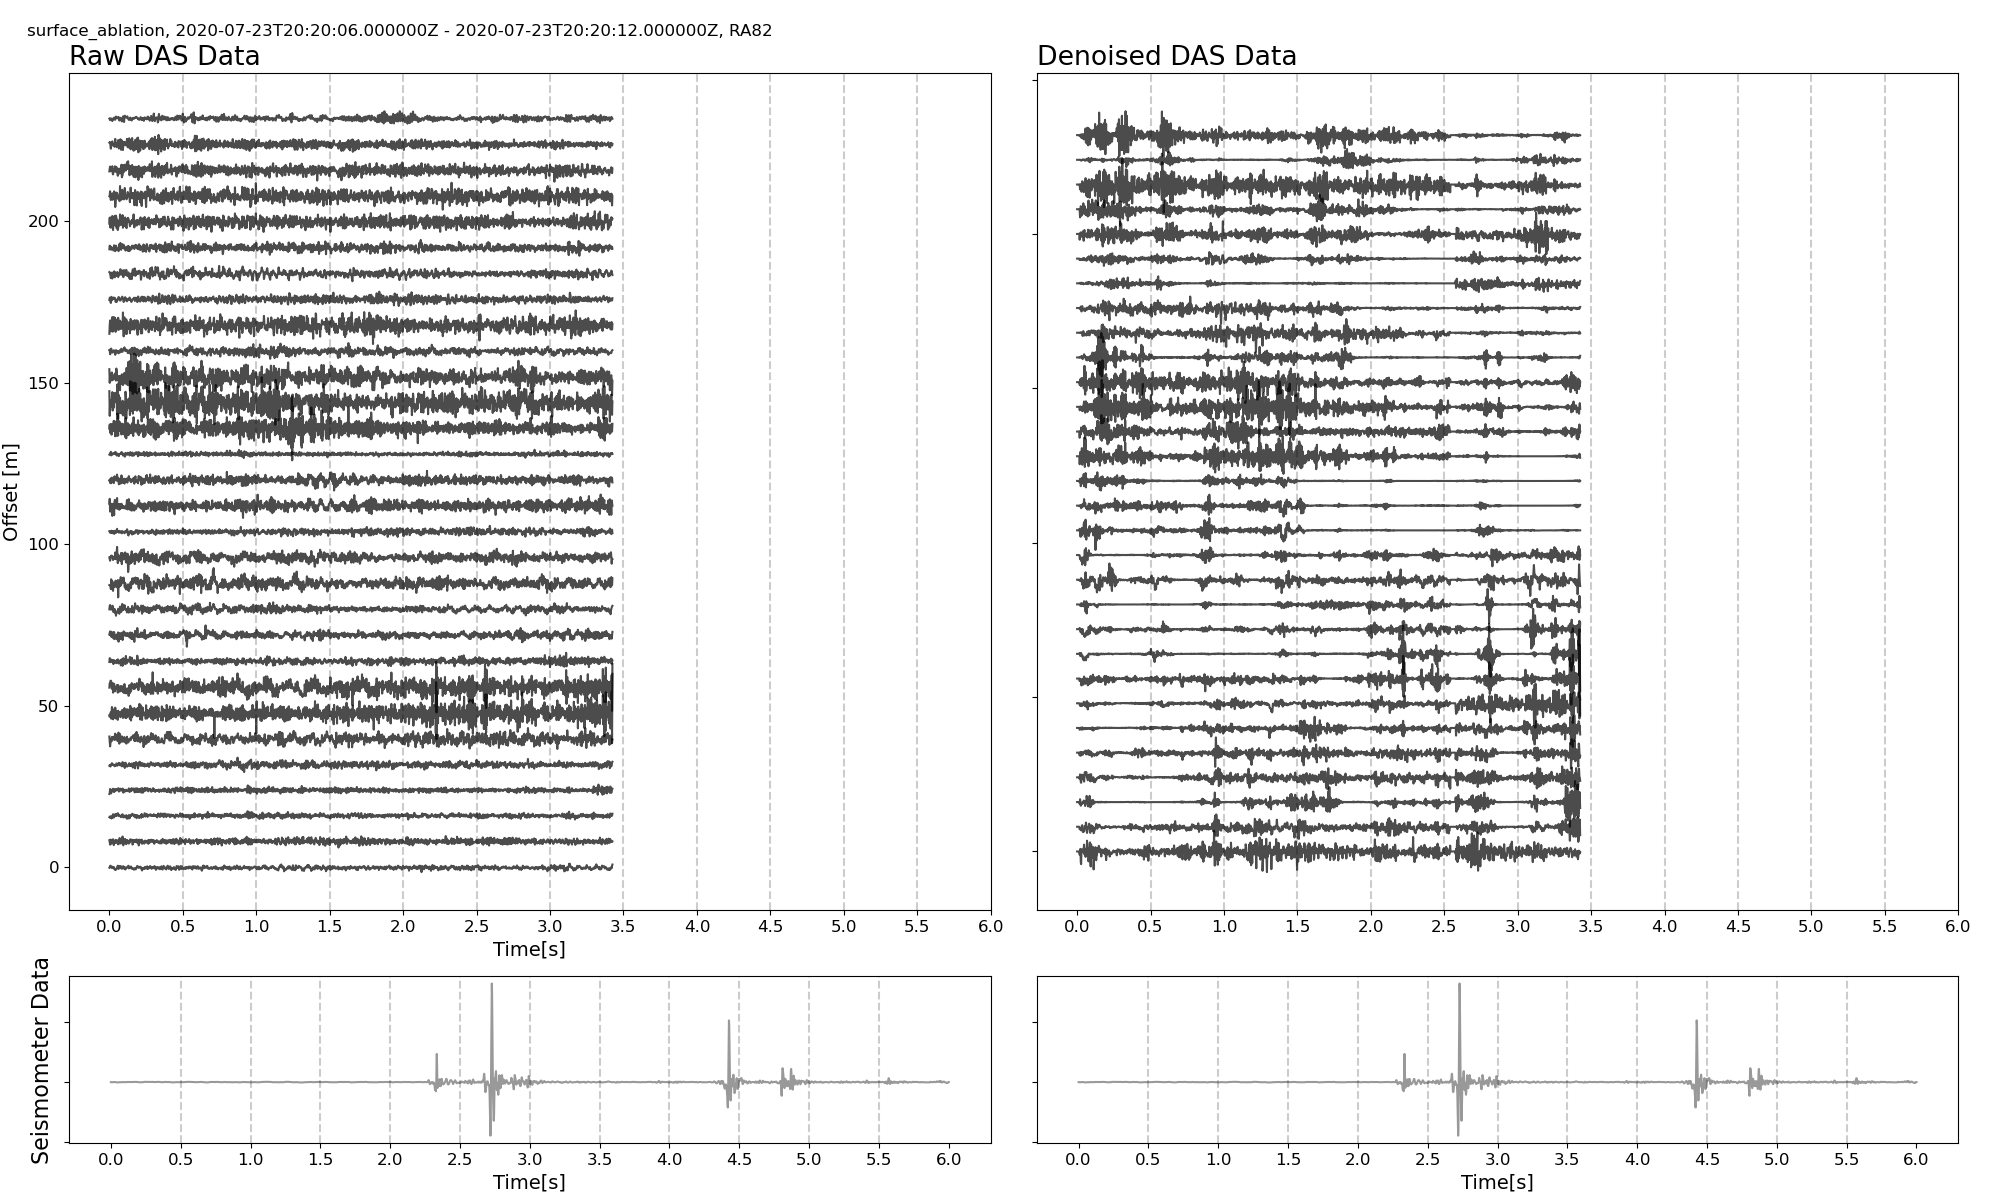 surface_ablation, 2020-07-23T20:20:06.000000Z - 2020-07-23T20:20:12.000000Z, RA82
Raw DAS Data
Denoised DAS Data
Offset [m]
200
150
100
50
0
0.0 0.5 1.0 1.5 2.0 2.5 3.0 3.5 4.0 4.5 5.0 5.5 6.0
Time[s]
0.0 0.5 1.0 1.5 2.0 2.5 3.0 3.5 4.0 4.5 5.0 5.5 6.0
Seismometer Data
0.0 0.5 1.0 1.5 2.0 2.5 3.0 3.5 4.0 4.5 5.0 5.5 6.0
Time[s]
0.0 0.5 1.0 1.5 2.0 2.5 3.0 3.5 4.0 4.5 5.0 5.5 6.0
Time[s]